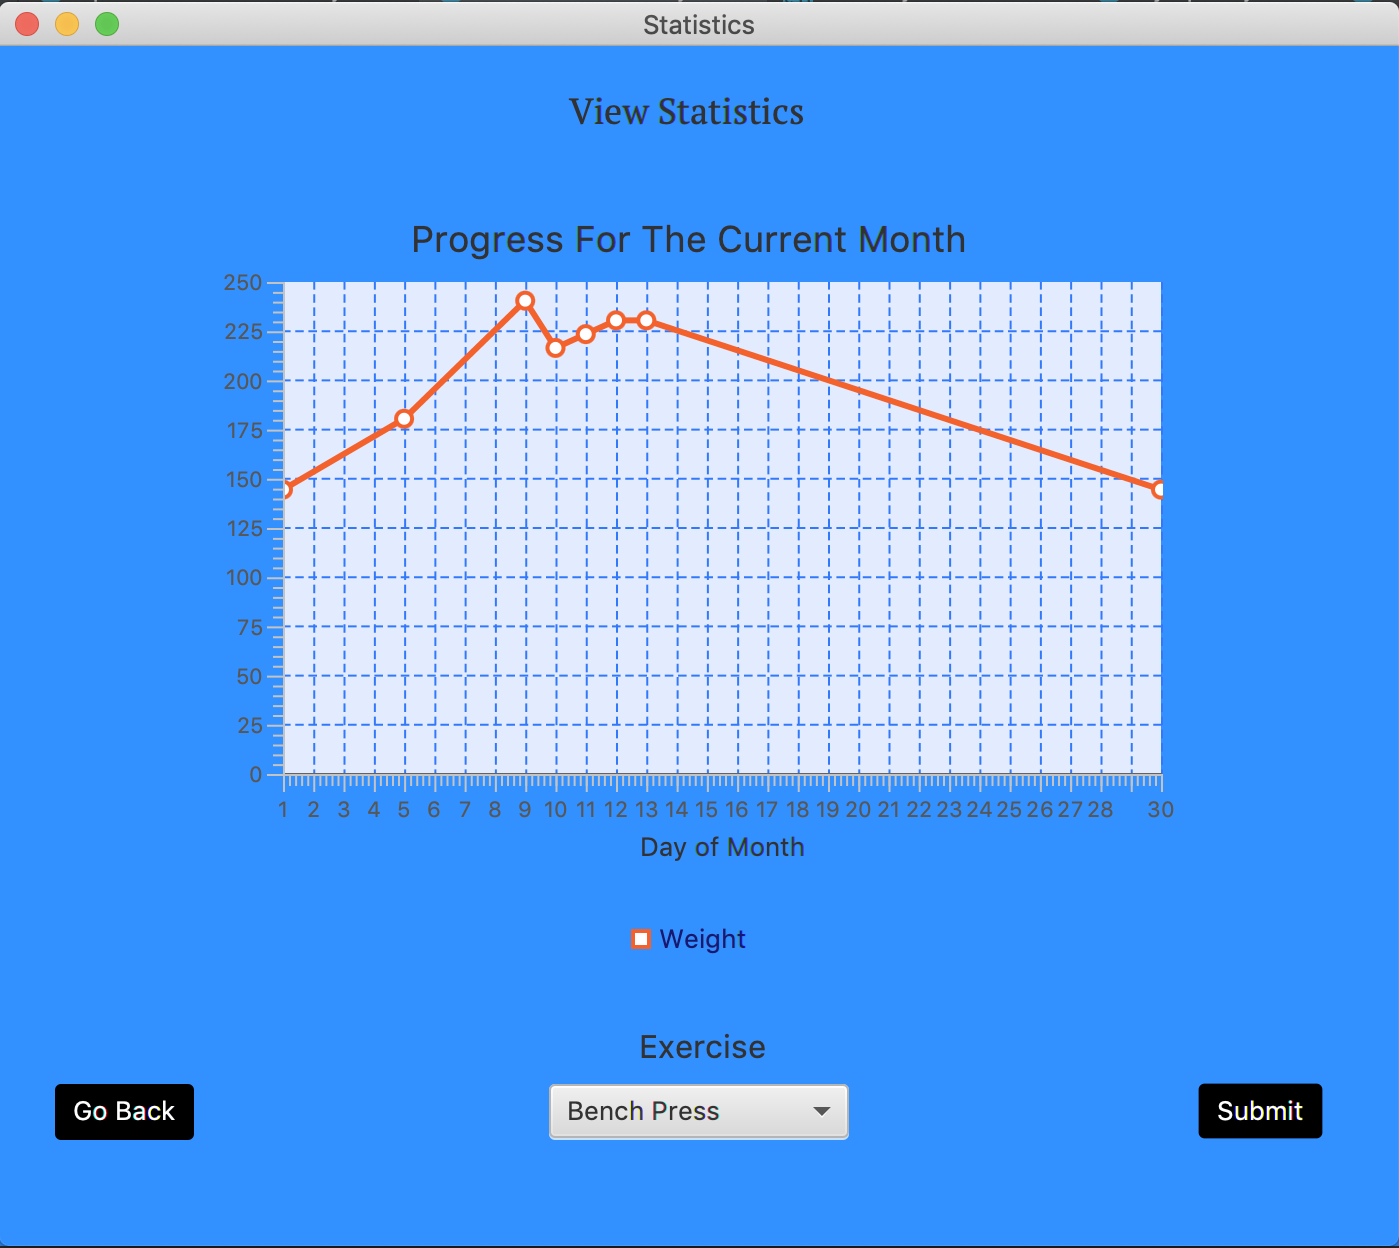 Statistics
View Statistics
Progress For The Current Month
250
225
200
175
150
125
100
75
50
25
0
1 2 3 4 5 6 7 8 9 10 11 12 13 14 15 16 17 18 19 20 21 22 23 24 25 26 27 28 30
Day of Month
Weight
Exercise
Go Back Bench Press Submit